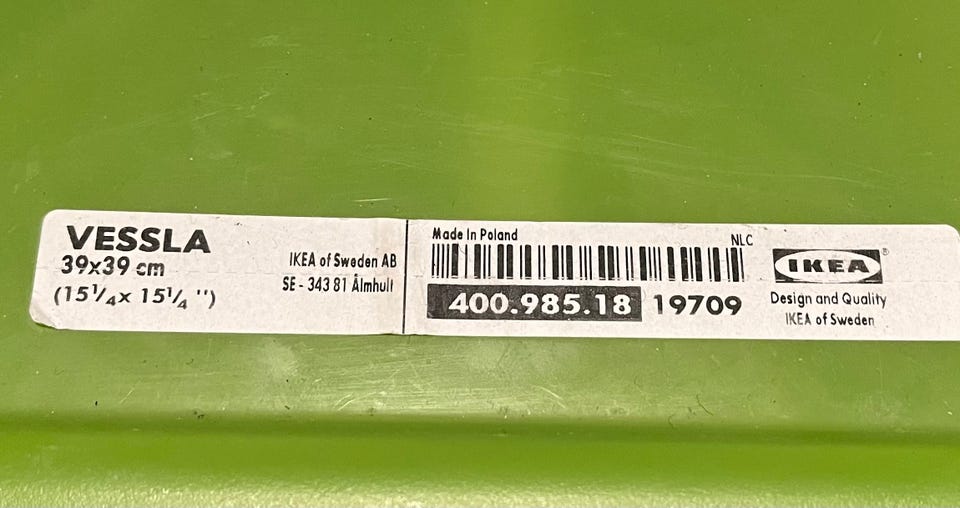 VESSLA
39x39 cm
(15¼x 15¼ ")
IKEA of Sweden AB
SE - 343 81 Älmhult
Made in Poland
NLC
400.985.18 19709
IKEA®
Design and Quality
IKEA of Sweden